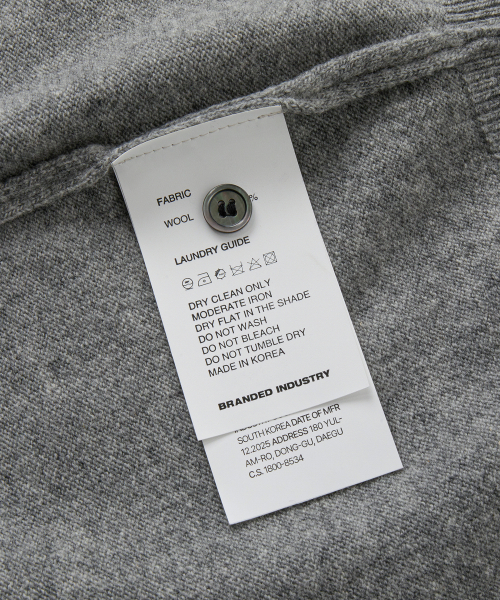 FABRIC
WOOL %
LAUNDRY GUIDE
DRY CLEAN ONLY
MODERATE IRON
DRY FLAT IN THE SHADE
DO NOT WASH
DO NOT BLEACH
DO NOT TUMBLE DRY
MADE IN KOREA
BRANDED INDUSTRY
SOUTH KOREA DATE OF MFR
12.2025 ADDRESS 180 YUL-
AM-RO, DONG-GU, DAEGU
C.S. 1800-8534